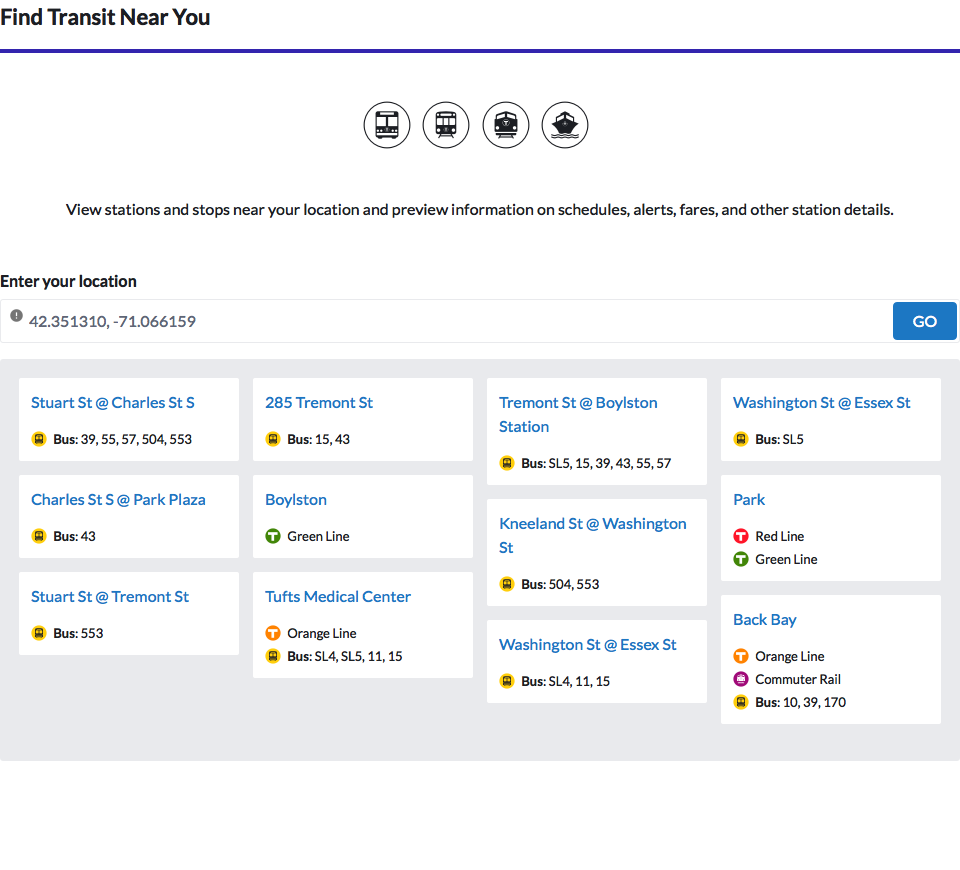 Find Transit Near You
View stations and stops near your location and preview information on schedules, alerts, fares, and other station details.
Enter your location
42.351310, -71.066159
GO
Stuart St @ Charles St S
Bus: 39, 55, 57, 504, 553
Charles St S @ Park Plaza
Bus: 43
Stuart St @ Tremont St
Bus: 553
285 Tremont St
Bus: 15, 43
Boylston
Green Line
Tufts Medical Center
Orange Line
Bus: SL4, SL5, 11, 15
Tremont St @ Boylston
Station
Bus: SL5, 15, 39, 43, 55, 57
Kneeland St @ Washington
St
Bus: 504, 553
Washington St @ Essex St
Bus: SL4, 11, 15
Washington St @ Essex St
Bus: SL5
Park
Red Line
Green Line
Back Bay
Orange Line
Commuter Rail
Bus: 10, 39, 170